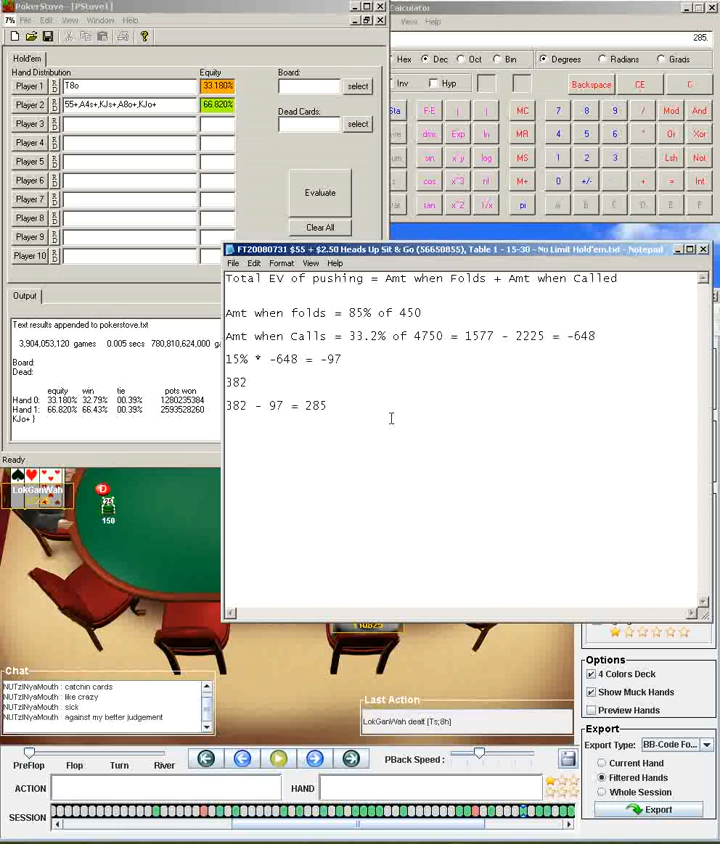 PokerStove - [PStove1]
7% File Edit View Window Help
Hold'em
Hand Distribution Equity Board:
Player 1 T8o 33.180% select
Player 2 55+,A4s+,KJs+,A8o+,KJo+ 66.820% Dead Cards:
Player 3 select
Player 4
Player 5
Player 6
Player 7 Evaluate
Player 8
Player 9 Clear All
Player 10
Output
Text results appended to pokerstove.txt
3,904,053,120 games 0.005 secs 780,810,624,000
Board:
Dead:
equity win tie pots won
Hand 0: 33.180% 32.79% 00.39% 1280235384
Hand 1: 66.820% 66.43% 00.39% 2593528260
KJo+ }
Ready
Calculator
View Help
285.
Hex Dec Oct Bin Degrees Radians Grads
Inv Hyp Backspace CE C
Sta F-E ( ) MC 7 8 9 / Mod And
dms Exp ln MR 4 5 6 * Or
sin x^y log MS 1 2 3 - Lsh Not
cos x^3 n! M+ 0 +/- . + = Int
tan x^2 1/x pi A B C D E F
FT20080731 $55 + $2.50 Heads Up Sit & Go (56650855), Table 1 - 15-30 - No Limit Hold'em.txt - Notepad
File Edit Format View Help
Total EV of pushing = Amt when Folds + Amt when Called
Amt when folds = 85% of 450
Amt when Calls = 33.2% of 4750 = 1577 - 2225 = -648
15% * -648 = -97
382
382 - 97 = 285
LokGanWah
D
150
Chat
NUTzInyaMouth : catchin cards
NUTzInyaMouth : like crazy
NUTzInyaMouth : sick
NUTzInyaMouth : against my better judgement
Last Action
LokGanWah dealt [Ts;8h]
Options
4 Colors Deck
Show Muck Hands
Preview Hands
Export
Export Type: BB-Code Fo...
Current Hand
Filtered Hands
Whole Session
Export
PreFlop Flop Turn River
PBack Speed :
ACTION HAND
SESSION